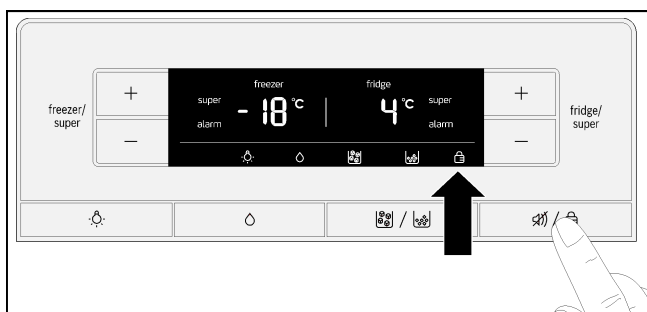 freezer/
super
+
−
freezer
super
alarm
-18 °C
fridge
4 °C
super
alarm
+
−
fridge/
super
/
/